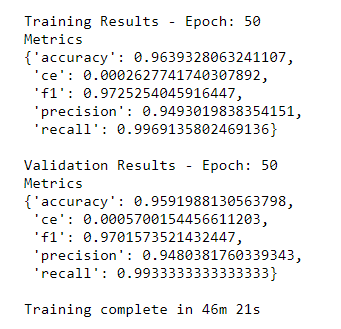 Training Results - Epoch: 50
Metrics
{'accuracy': 0.9639328063241107,
'ce': 0.0002627741740307892,
'f1': 0.9725254045916447,
'precision': 0.9493019838354151,
'recall': 0.9969135802469136}
Validation Results - Epoch: 50
Metrics
{'accuracy': 0.9591988130563798,
'ce': 0.0005700154456611203,
'f1': 0.9701573521432447,
'precision': 0.9480381760339343,
'recall': 0.9933333333333333}
Training complete in 46m 21s